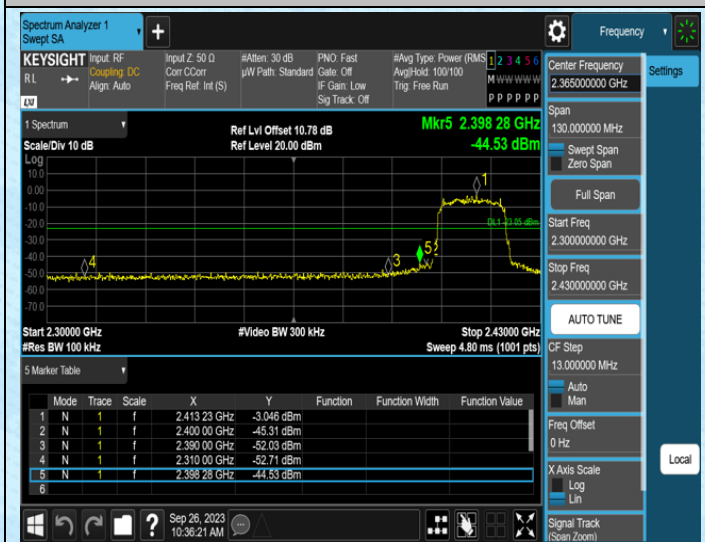 Spectrum Analyzer 1
Swept SA
+
Frequency
KEYSIGHT
RL
LXI
Input: RF
Coupling: DC
Align: Auto
Input Z: 50 Ω
Corr CCorr
Freq Ref: Int (S)
#Atten: 30 dB
µW Path: Standard
PNO: Fast
Gate: Off
IF Gain: Low
Sig Track: Off
#Avg Type: Power (RMS
Avg|Hold: 100/100
Trig: Free Run
1 2 3 4 5 6
M W W W W W
P P P P P P
1 Spectrum
Scale/Div 10 dB
Ref Lvl Offset 10.78 dB
Ref Level 20.00 dBm
Mkr5 2.398 28 GHz
-44.53 dBm
Log
10.0
0.00
-10.0
-20.0
-30.0
-40.0
-50.0
-60.0
-70.0
1
DL1 -23.05 dBm
4
3
5
Start 2.30000 GHz
#Res BW 100 kHz
#Video BW 300 kHz
Stop 2.43000 GHz
Sweep 4.80 ms (1001 pts)
5 Marker Table
Mode Trace Scale X Y Function Function Width Function Value
1 N 1 f 2.413 23 GHz -3.046 dBm
2 N 1 f 2.400 00 GHz -45.31 dBm
3 N 1 f 2.390 00 GHz -52.03 dBm
4 N 1 f 2.310 00 GHz -52.71 dBm
5 N 1 f 2.398 28 GHz -44.53 dBm
6
?
Sep 26, 2023
10:36:21 AM
Center Frequency
2.365000000 GHz
Span
130.000000 MHz
Swept Span
Zero Span
Full Span
Start Freq
2.300000000 GHz
Stop Freq
2.430000000 GHz
AUTO TUNE
CF Step
13.000000 MHz
Auto
Man
Freq Offset
0 Hz
X Axis Scale
Log
Lin
Signal Track
(Span Zoom)
Settings
Local